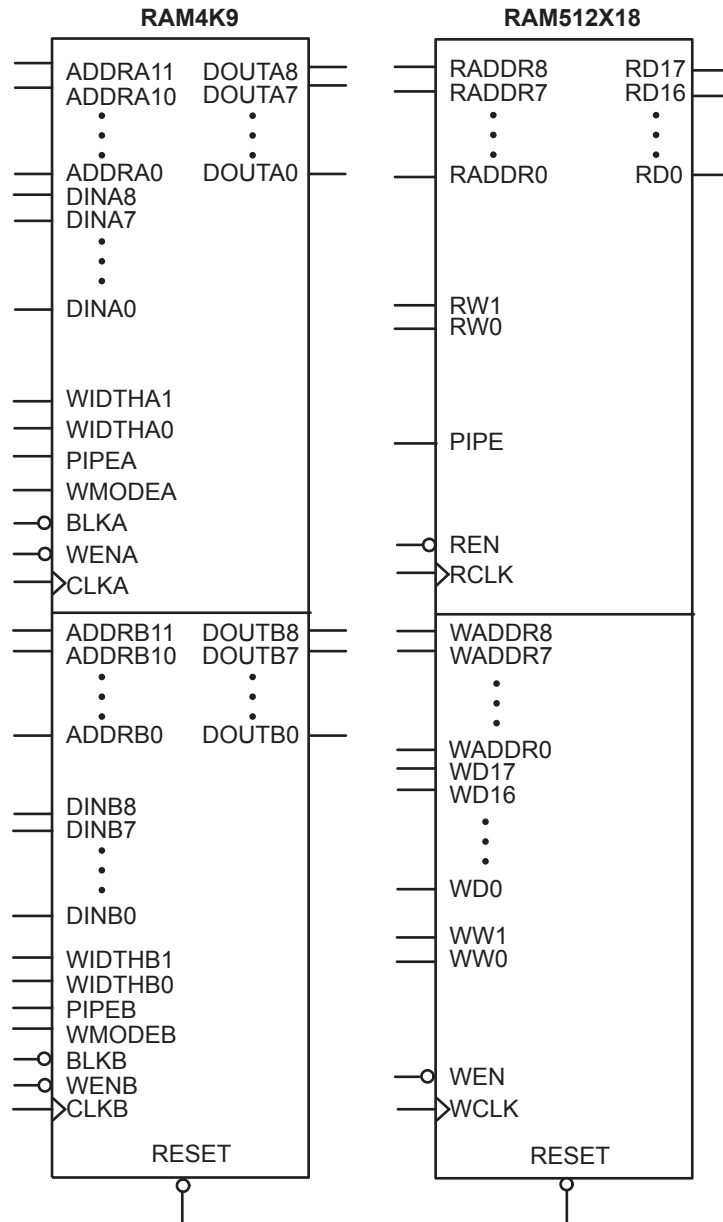 RAM4K9
ADDRA11 DOUTA8
ADDRA10 DOUTA7
ADDRA0 DOUTA0
DINA8
DINA7
DINA0
WIDTHA1
WIDTHA0
PIPEA
WMODEA
BLKA
WENA
CLKA
ADDRB11 DOUTB8
ADDRB10 DOUTB7
ADDRB0 DOUTB0
DINB8
DINB7
DINB0
WIDTHB1
WIDTHB0
PIPEB
WMODEB
BLKB
WENB
CLKB
RESET
RAM512X18
RADDR8 RD17
RADDR7 RD16
RADDR0 RD0
RW1
RW0
PIPE
REN
RCLK
WADDR8
WADDR7
WADDR0
WD17
WD16
WD0
WW1
WW0
WEN
WCLK
RESET